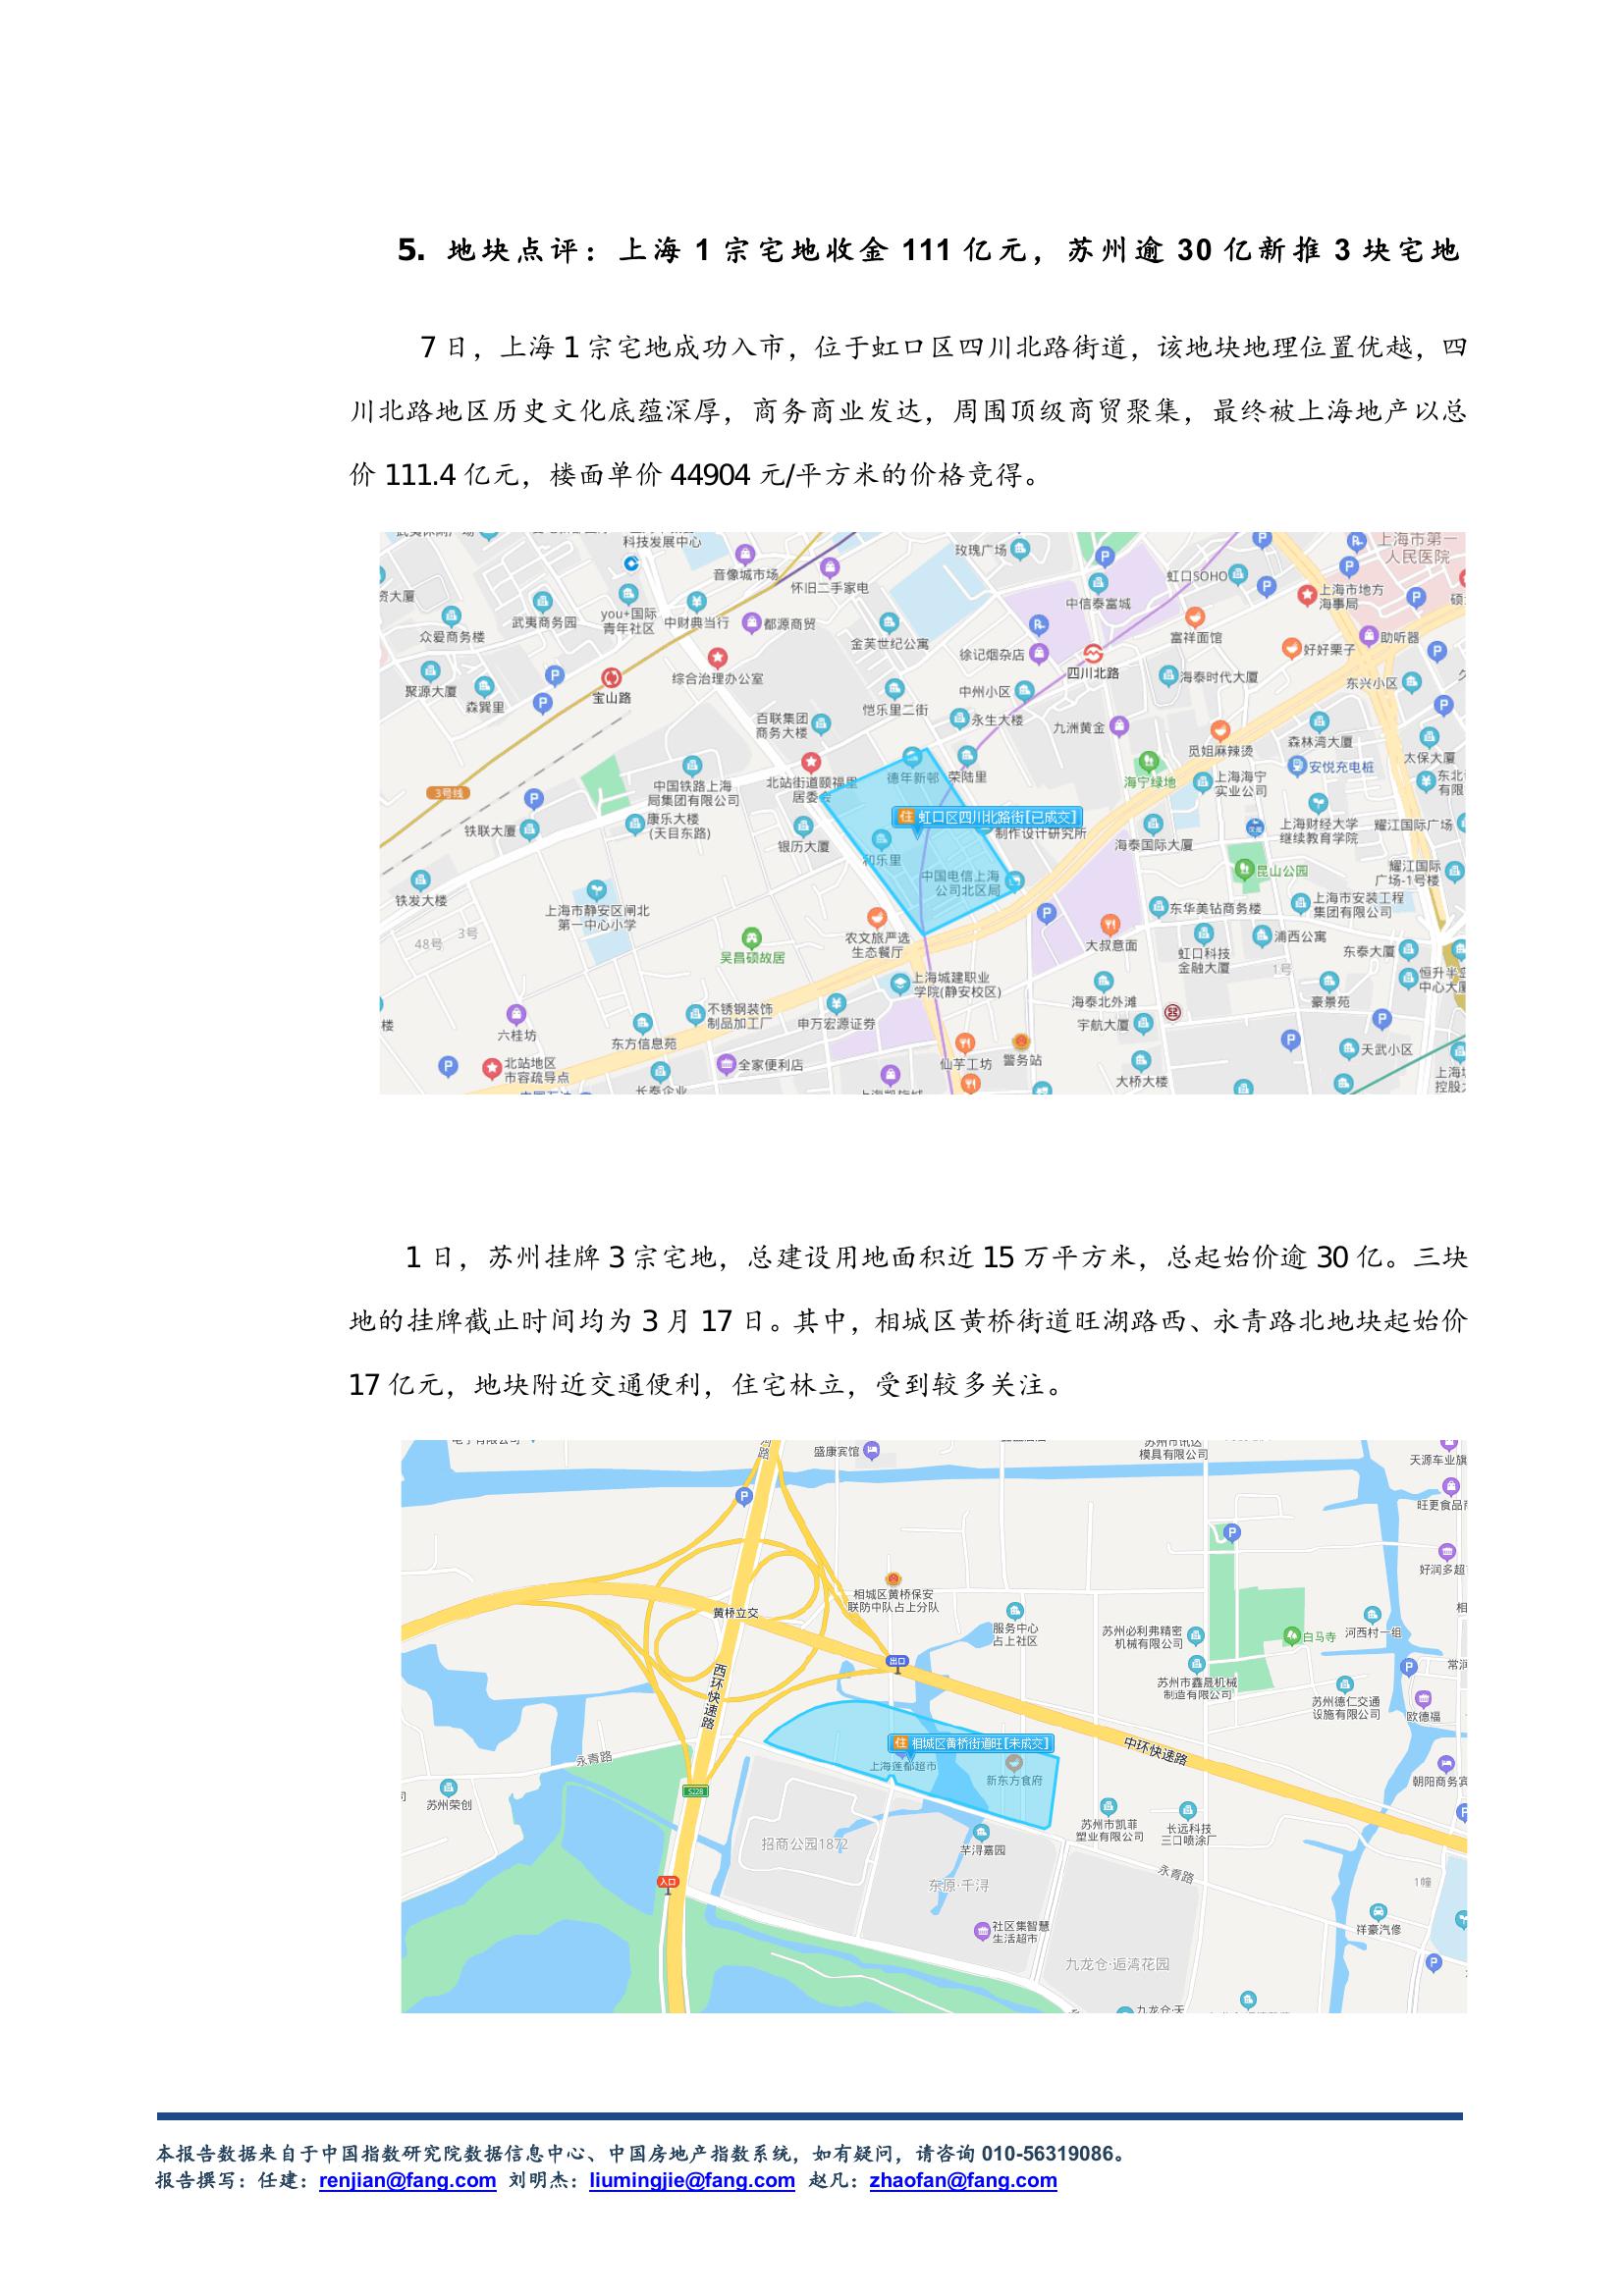 5. 地块点评：上海 1 宗宅地收金 111 亿元，苏州逾 30 亿新推 3 块宅地
7 日，上海 1 宗宅地成功入市，位于虹口区四川北路街道，该地块地理位置优越，四
川北路地区历史文化底蕴深厚，商务商业发达，周围顶级商贸聚集，最终被上海地产以总
价 111.4 亿元，楼面单价 44904 元/平方米的价格竞得。
科技发展中心
玫瑰广场
上海市第一
人民医院
音像城市场
怀旧二手家电
虹口SOHO
中信泰富城
上海市地方
海事局
众爱商务楼
武夷商务园
you+国际
青年社区
中财典当行
都源商贸
金芙世纪公寓
徐记烟杂店
富祥面馆
好好栗子
助听器
聚源大厦
森巽里
宝山路
综合治理办公室
恺乐里二街
中州小区
四川北路
海泰时代大厦
东兴小区
百联集团
商务大楼
永生大楼
九洲黄金
觅姐麻辣烫
森林湾大厦
太保大厦
中国铁路上海
局集团有限公司
北站街道颐福里
居委会
德年新邨
荣陆里
海宁绿地
上海海宁
实业公司
安悦充电桩
3号线
铁联大厦
康乐大楼
(天目东路)
银历大厦
住 虹口区四川北路街[已成交]
制作设计研究所
海泰国际大厦
上海财经大学
继续教育学院
耀江国际广场
和乐里
中国电信上海
公司北区局
昆山公园
耀江国际
广场-1号楼
铁发大楼
上海市静安区闸北
第一中心小学
东华美钻商务楼
上海市安装工程
集团有限公司
48号
3号
吴昌硕故居
农文旅严选
生态餐厅
大叔意面
虹口科技
金融大厦
浦西公寓
东泰大厦
1号
上海城建职业
学院(静安校区)
海泰北外滩
豪景苑
六桂坊
东方信息苑
不锈钢装饰
制品加工厂
申万宏源证券
宇航大厦
北站地区
市容疏导点
全家便利店
仙芋工坊
警务站
天武小区
长泰企业
大桥大楼
1 日，苏州挂牌 3 宗宅地，总建设用地面积近 15 万平方米，总起始价逾 30 亿。三块
地的挂牌截止时间均为 3 月 17 日。其中，相城区黄桥街道旺湖路西、永青路北地块起始价
17 亿元，地块附近交通便利，住宅林立，受到较多关注。
盛康宾馆
模具有限公司
天源车业旗
旺更食品商
好润多超
相城区黄桥保安
联防中队占上分队
黄桥立交
服务中心
占上社区
苏州必利弗精密
机械有限公司
白马寺
河西村一组
出口
西环快速路
苏州市鑫晟机械
制造有限公司
苏州德仁交通
设施有限公司
欧德福
住 相城区黄桥街道旺[未成交]
上海莲都超市
新东方食府
中环快速路
永青路
朝阳商务宾
S228
苏州荣创
苏州市凯菲
塑业有限公司
长远科技
三口喷涂厂
招商公园1872
芊浔嘉园
永青路
入口
东原·千浔
1幢
社区集智慧
生活超市
祥豪汽修
九龙仓·逅湾花园
本报告数据来自于中国指数研究院数据信息中心、中国房地产指数系统，如有疑问，请咨询 010-56319086。
报告撰写：任建：renjian@fang.com 刘明杰：liumingjie@fang.com 赵凡：zhaofan@fang.com